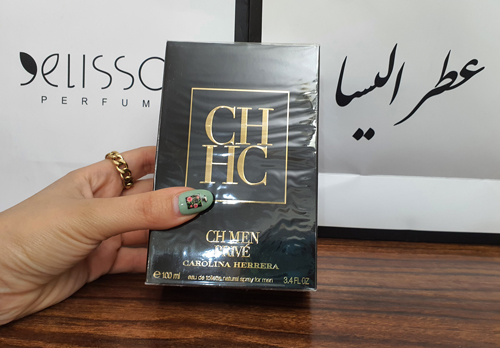 elisso
PERFUM
عطر اليسا
CH
HC
CH MEN
PRIVÉ
CAROLINA HERRERA
℮ 100 ml eau de toilette natural spray for men 3.4 FL OZ